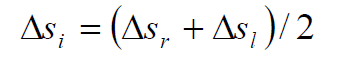 Δs_i = (Δs_r + Δs_l)/2